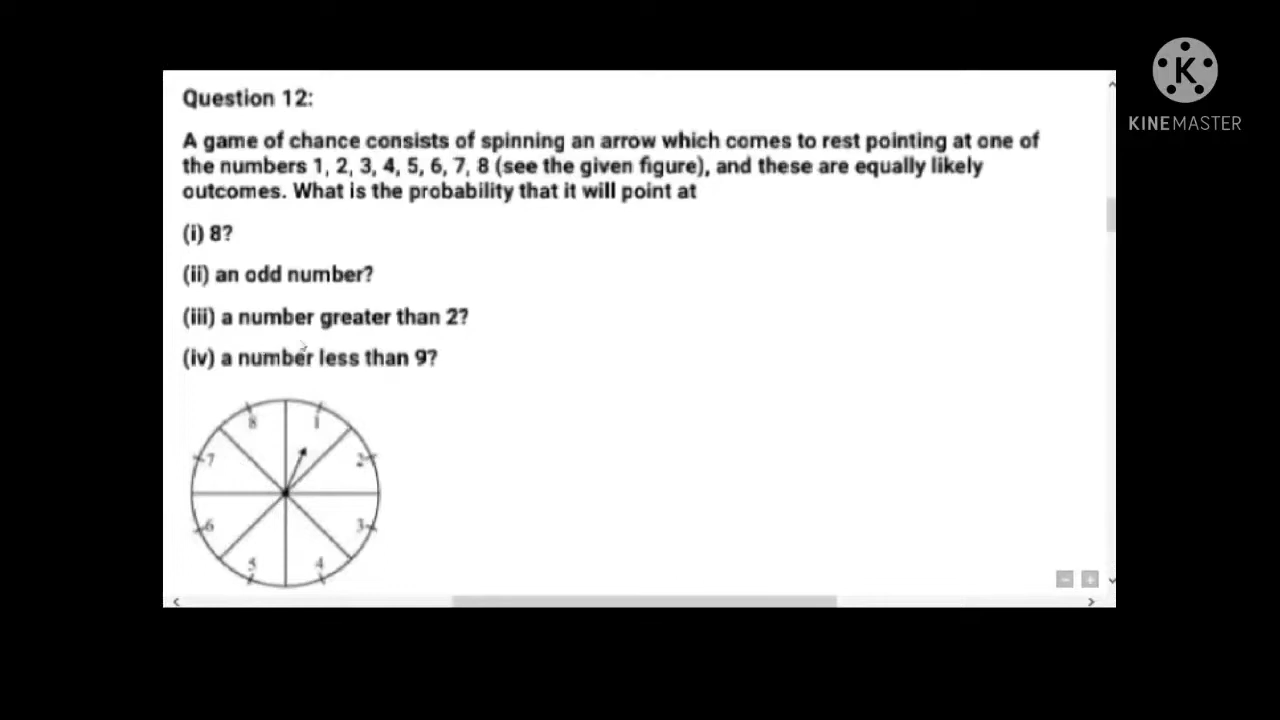 K
KINEMASTER
Question 12:
A game of chance consists of spinning an arrow which comes to rest pointing at one of
the numbers 1, 2, 3, 4, 5, 6, 7, 8 (see the given figure), and these are equally likely
outcomes. What is the probability that it will point at
(i) 8?
(ii) an odd number?
(iii) a number greater than 2?
(iv) a number less than 9?
8 1
7 2
6 3
5 4